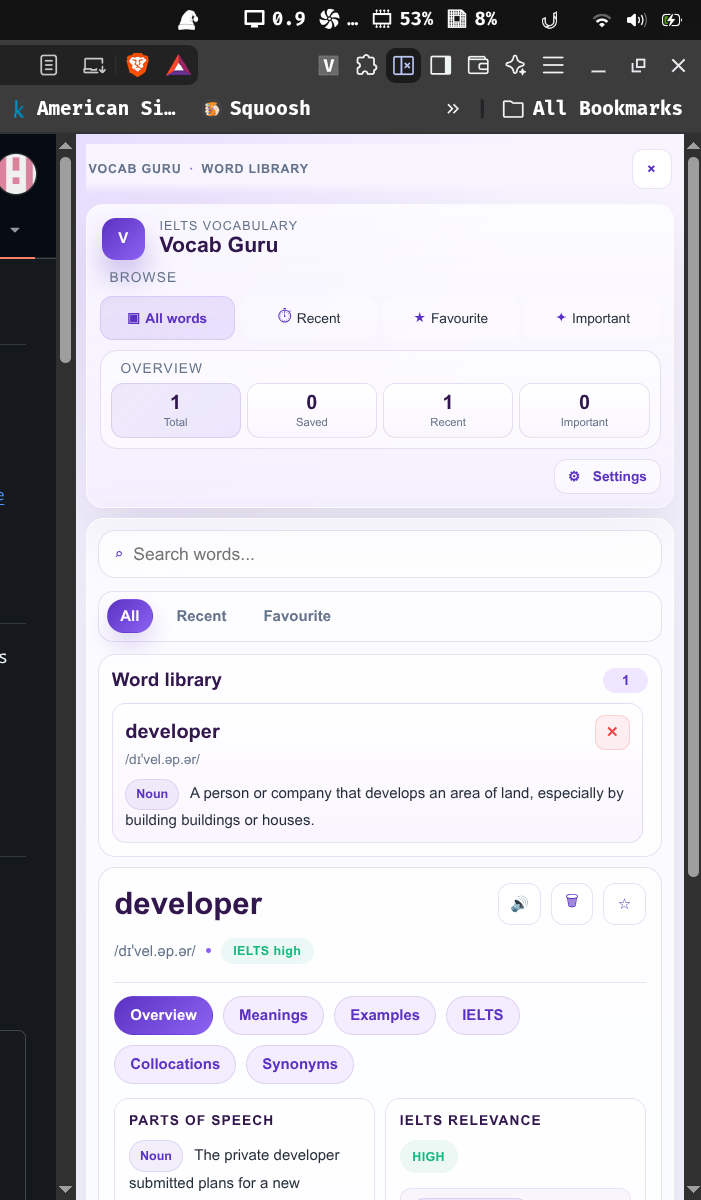 0.9 … 53% 8%
V
k American Si… Squoosh » All Bookmarks
VOCAB GURU · WORD LIBRARY ×
V
IELTS VOCABULARY
Vocab Guru
BROWSE
▣ All words ⏱ Recent ★ Favourite ✦ Important
OVERVIEW
1 0 1 0
Total Saved Recent Important
⚙ Settings
e
⌕ Search words...
All Recent Favourite
s
Word library 1
developer ✕
/dɪˈvel.əp.ər/
Noun A person or company that develops an area of land, especially by
building buildings or houses.
developer 🔊 🗑 ☆
/dɪˈvel.əp.ər/ • IELTS high
Overview Meanings Examples IELTS
Collocations Synonyms
PARTS OF SPEECH IELTS RELEVANCE
Noun The private developer HIGH
submitted plans for a new